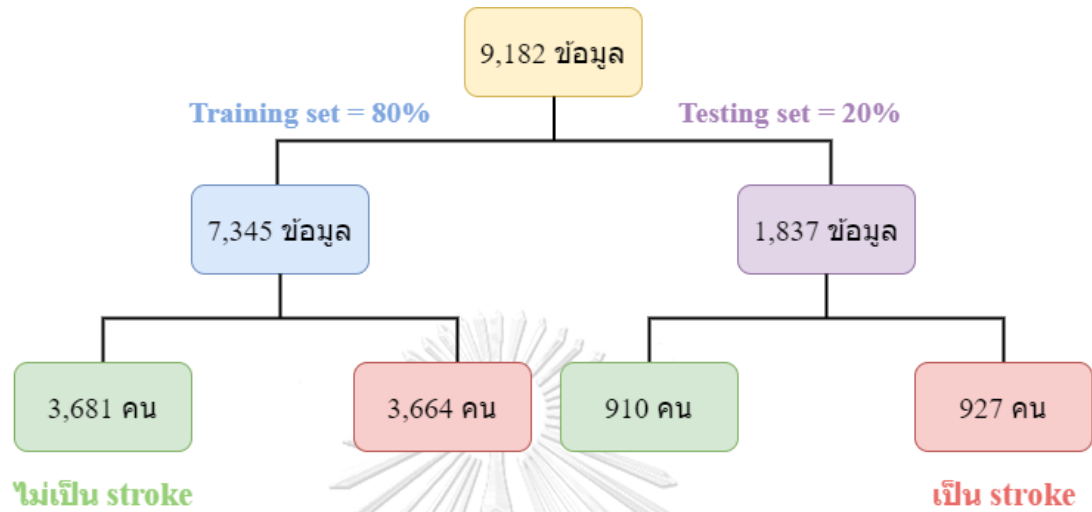 9,182 ข้อมูล
Training set = 80%
Testing set = 20%
7,345 ข้อมูล
1,837 ข้อมูล
3,681 คน
3,664 คน
910 คน
927 คน
ไม่เป็น stroke
เป็น stroke